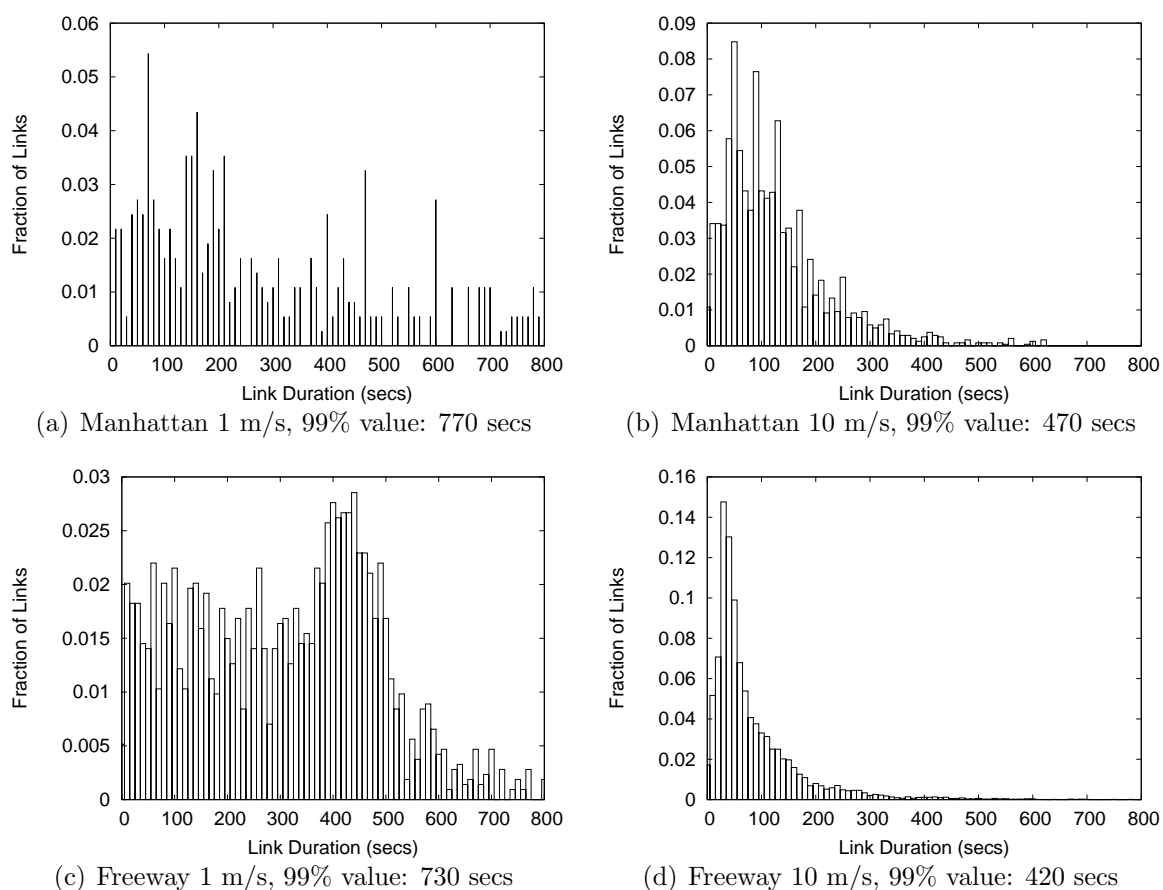 0.06
0.05
0.04
0.03
0.02
0.01
0
Fraction of Links
0 100 200 300 400 500 600 700 800
Link Duration (secs)
(a) Manhattan 1 m/s, 99% value: 770 secs
0.09
0.08
0.07
0.06
0.05
0.04
0.03
0.02
0.01
0
Fraction of Links
0 100 200 300 400 500 600 700 800
Link Duration (secs)
(b) Manhattan 10 m/s, 99% value: 470 secs
0.03
0.025
0.02
0.015
0.01
0.005
0
Fraction of Links
0 100 200 300 400 500 600 700 800
Link Duration (secs)
(c) Freeway 1 m/s, 99% value: 730 secs
0.16
0.14
0.12
0.1
0.08
0.06
0.04
0.02
0
Fraction of Links
0 100 200 300 400 500 600 700 800
Link Duration (secs)
(d) Freeway 10 m/s, 99% value: 420 secs